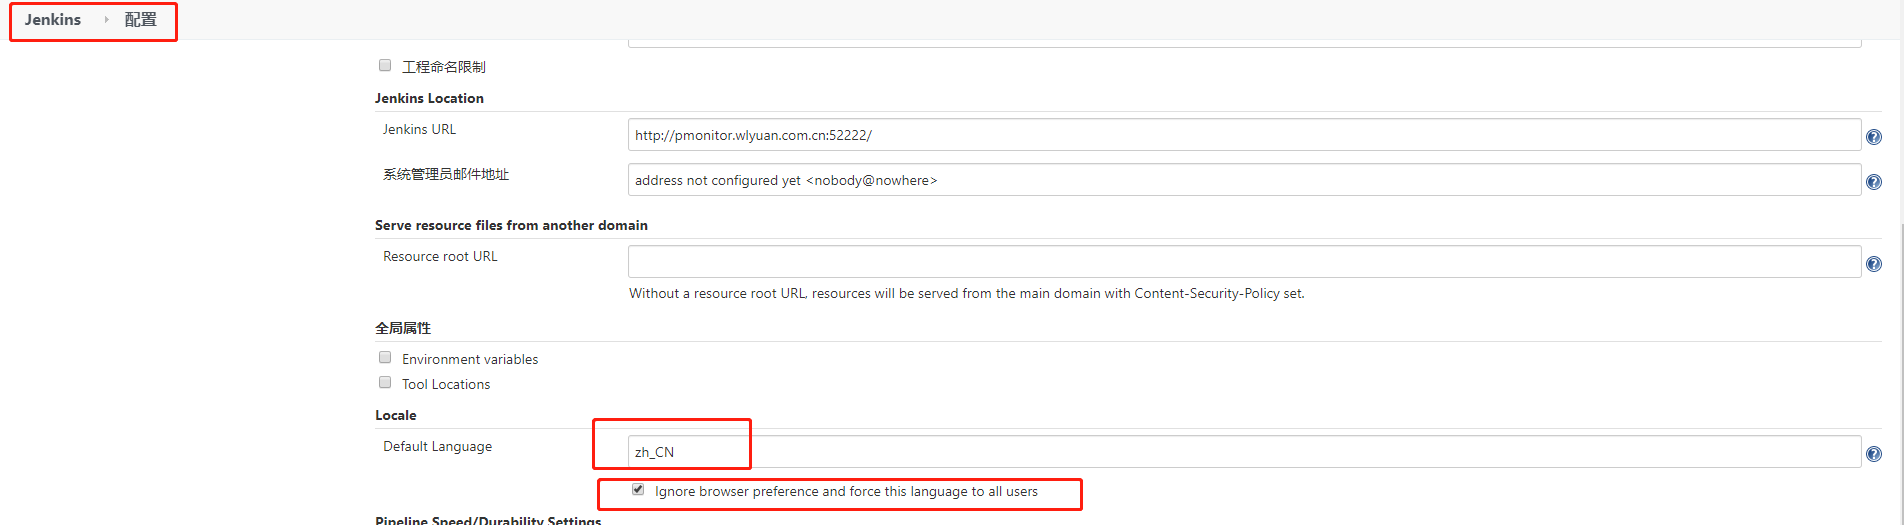 Jenkins 配置
工程命名限制
Jenkins Location
Jenkins URL
http://pmonitor.wlyuan.com.cn:52222/
系统管理员邮件地址
address not configured yet <nobody@nowhere>
Serve resource files from another domain
Resource root URL
Without a resource root URL, resources will be served from the main domain with Content-Security-Policy set.
全局属性
Environment variables
Tool Locations
Locale
Default Language
zh_CN
Ignore browser preference and force this language to all users
Pipeline Speed/Durability Settings